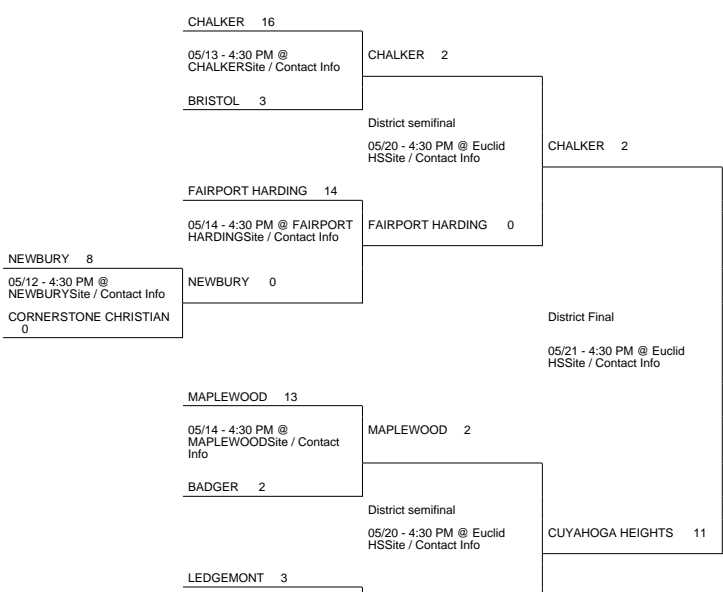 CHALKER 16
05/13 - 4:30 PM @
CHALKERSite / Contact Info
CHALKER 2
BRISTOL 3
District semifinal
05/20 - 4:30 PM @ Euclid
HSSite / Contact Info
CHALKER 2
FAIRPORT HARDING 14
05/14 - 4:30 PM @ FAIRPORT
HARDINGSite / Contact Info
FAIRPORT HARDING 0
NEWBURY 8
05/12 - 4:30 PM @
NEWBURYSite / Contact Info
NEWBURY 0
CORNERSTONE CHRISTIAN
0
District Final
05/21 - 4:30 PM @ Euclid
HSSite / Contact Info
MAPLEWOOD 13
05/14 - 4:30 PM @
MAPLEWOODSite / Contact
Info
MAPLEWOOD 2
BADGER 2
District semifinal
05/20 - 4:30 PM @ Euclid
HSSite / Contact Info
CUYAHOGA HEIGHTS 11
LEDGEMONT 3